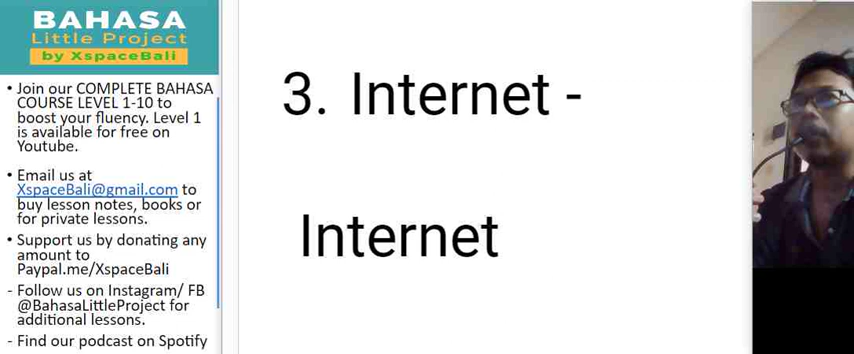 BAHASA
Little Project
by XspaceBali
• Join our COMPLETE BAHASA
COURSE LEVEL 1-10 to
boost your fluency. Level 1
is available for free on
Youtube.
• Email us at
XspaceBali@gmail.com to
buy lesson notes, books or
for private lessons.
• Support us by donating any
amount to
Paypal.me/XspaceBali
- Follow us on Instagram/ FB
@BahasaLittleProject for
additional lessons.
- Find our podcast on Spotify
3. Internet -
Internet